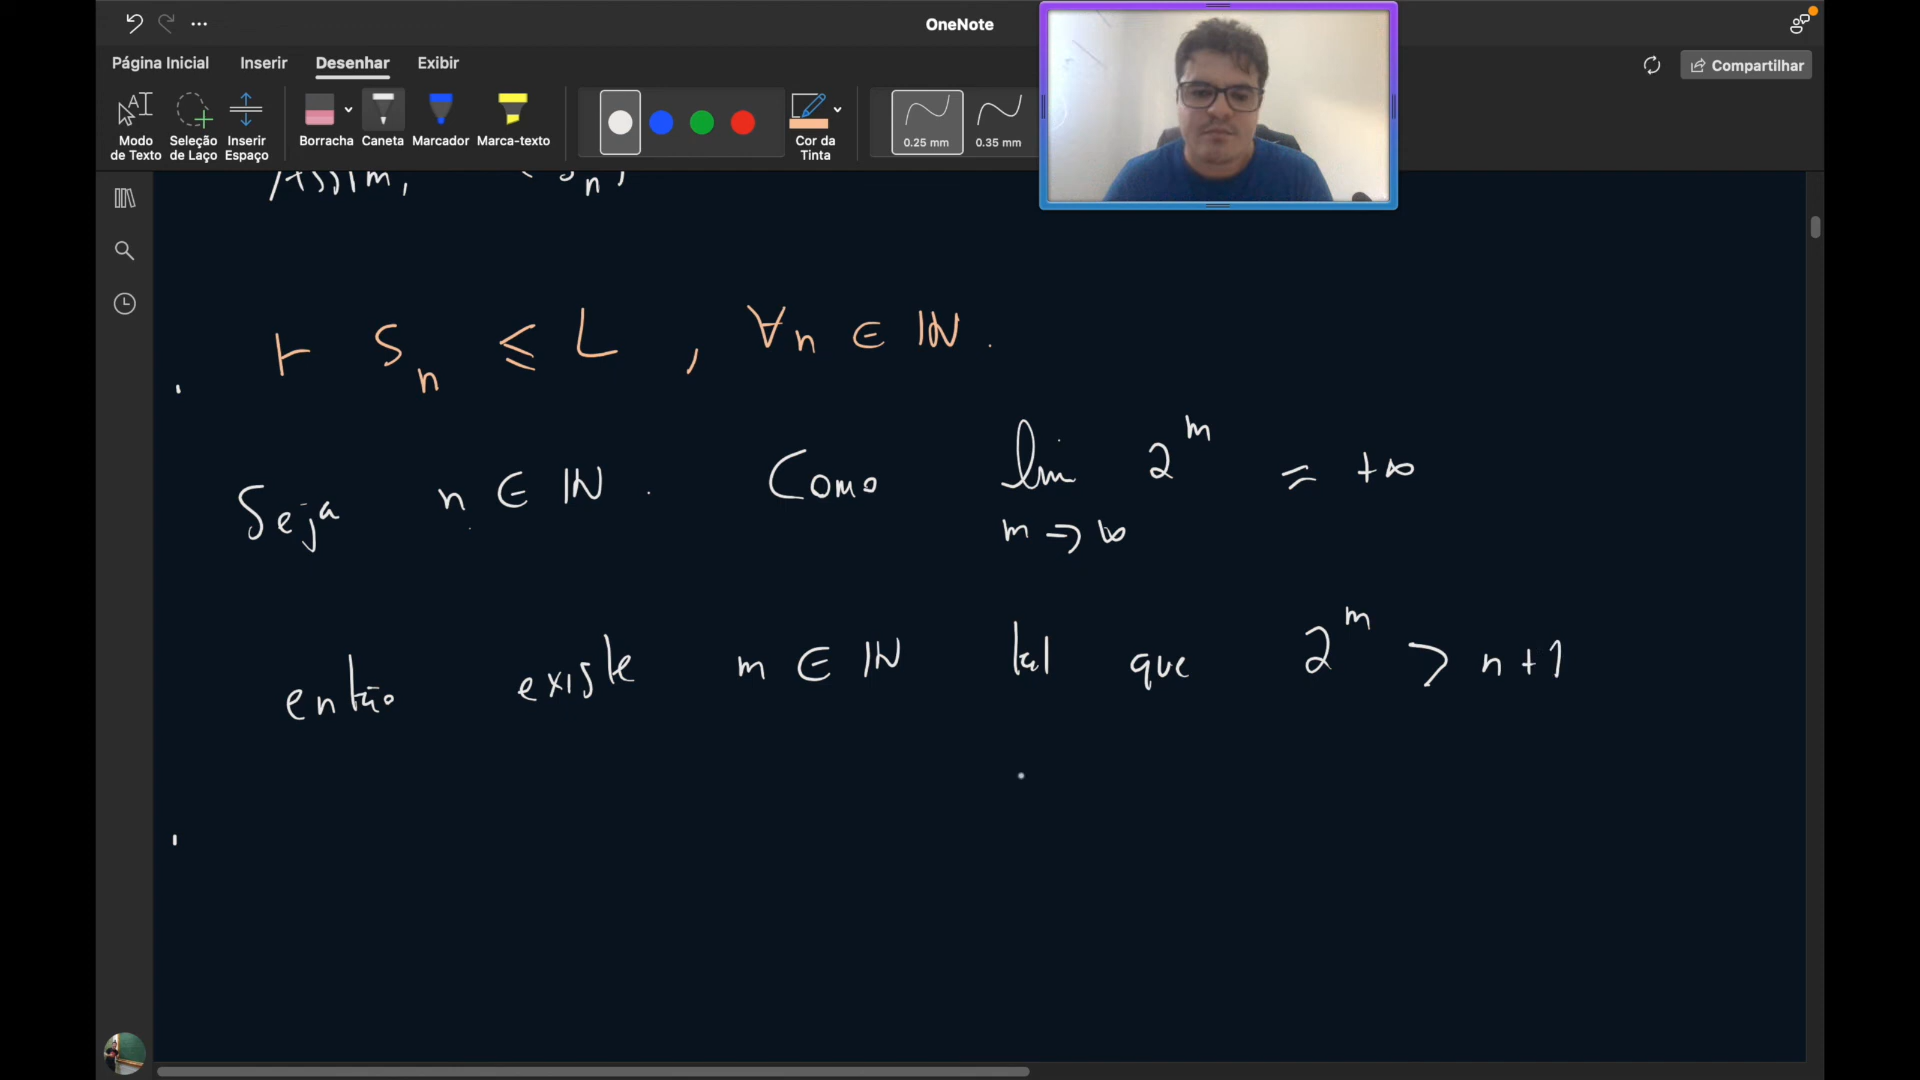 OneNote
Página Inicial Inserir Desenhar Exibir
Compartilhar
Modo de Texto Seleção de Laço Inserir Espaço Borracha Caneta Marcador Marca-texto Cor da Tinta 0.25 mm 0.35 mm
Assim, Sn,
⊢ Sn ≤ L , ∀n ∈ ℕ.
Seja n ∈ ℕ. Como lim 2^m = +∞
m → ∞
então existe m ∈ ℕ tal que 2^m > n+1